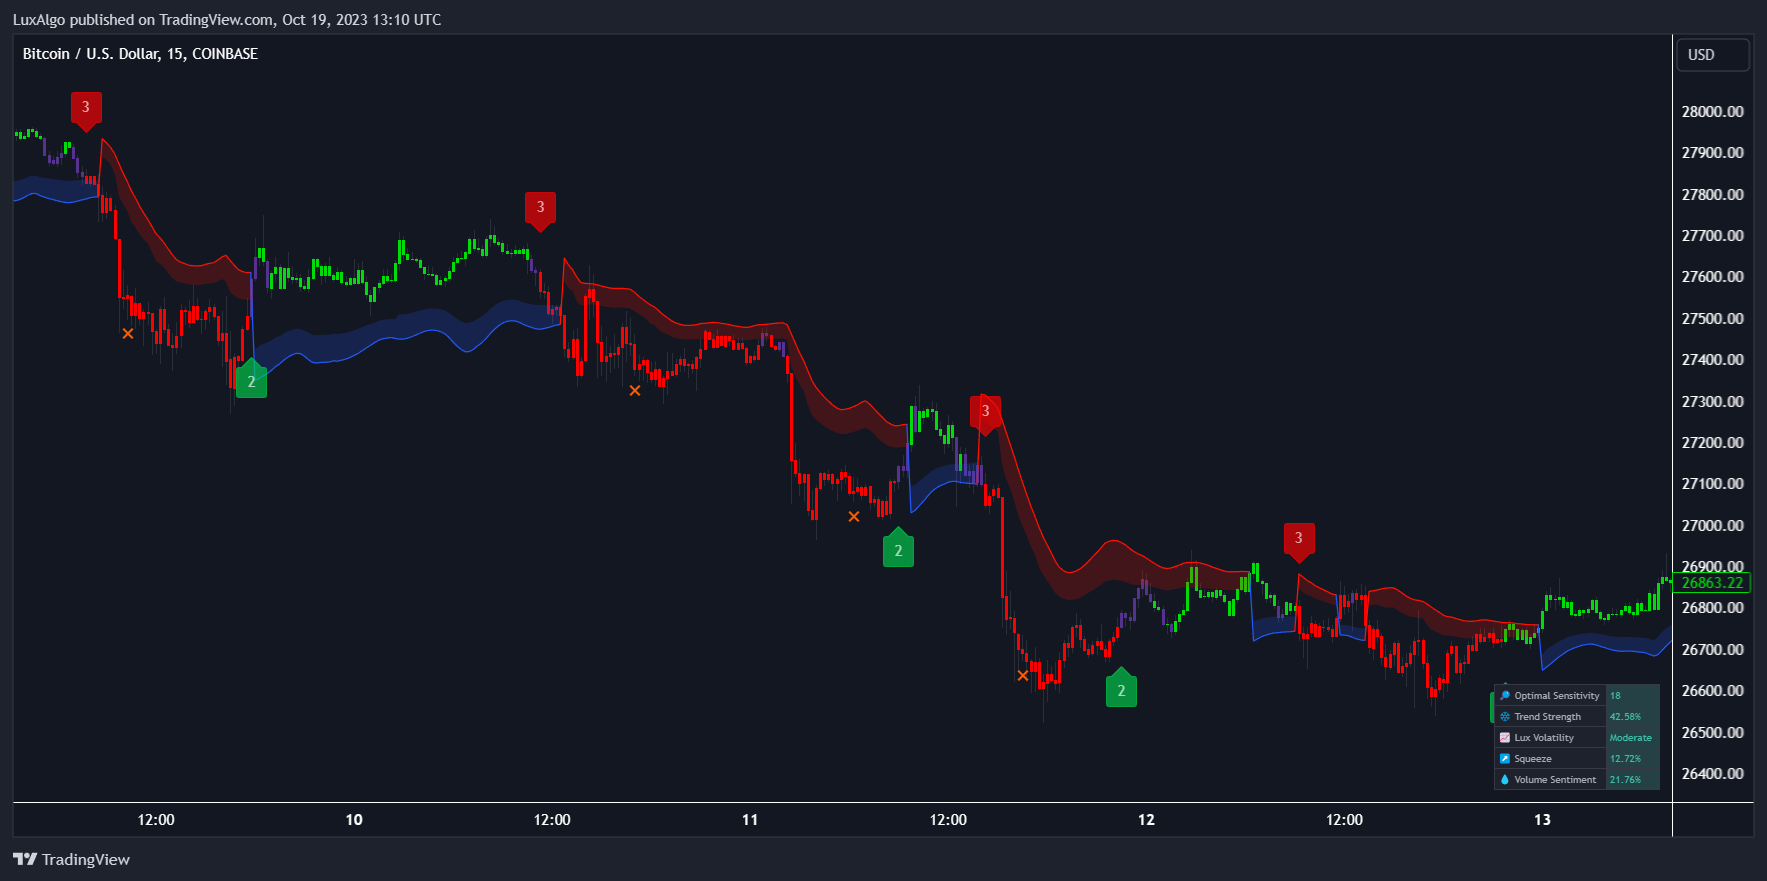 LuxAlgo published on TradingView.com, Oct 19, 2023 13:10 UTC
Bitcoin / U.S. Dollar, 15, COINBASE
USD
28000.00
27900.00
27800.00
27700.00
27600.00
27500.00
27400.00
27300.00
27200.00
27100.00
27000.00
26900.00
26863.22
26800.00
26700.00
26600.00
26500.00
26400.00
3
3
2
3
2
3
2
Optimal Sensitivity 18
Trend Strength 42.58%
Lux Volatility Moderate
Squeeze 12.72%
Volume Sentiment 21.76%
12:00 10 12:00 11 12:00 12 12:00 13
TradingView